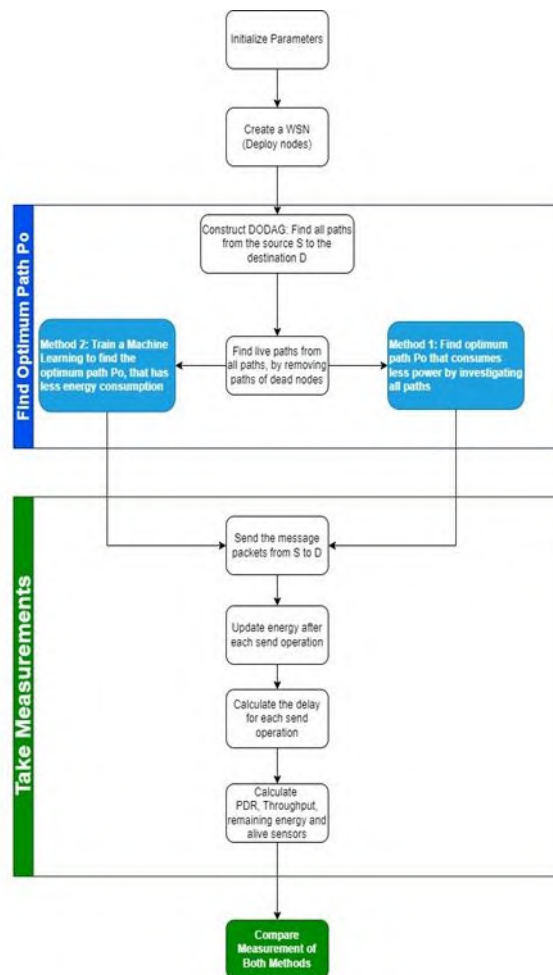 Initialize Parameters
Create a WSN
(Deploy nodes)
Find Optimum Path Po
Construct DODAG: Find all paths
from the source S to the
destination D
Method 2: Train a Machine
Learning to find the
optimum path Po, that has
less energy consumption
Find live paths from
all paths, by removing
paths of dead nodes
Method 1: Find optimum
path Po that consumes
less power by investigating
all paths
Take Measurements
Send the message
packets from S to D
Update energy after
each send operation
Calculate the delay
for each send
operation
Calculate
PDR, Throughput,
remaining energy and
alive sensors
Compare
Measurement of
Both Methods